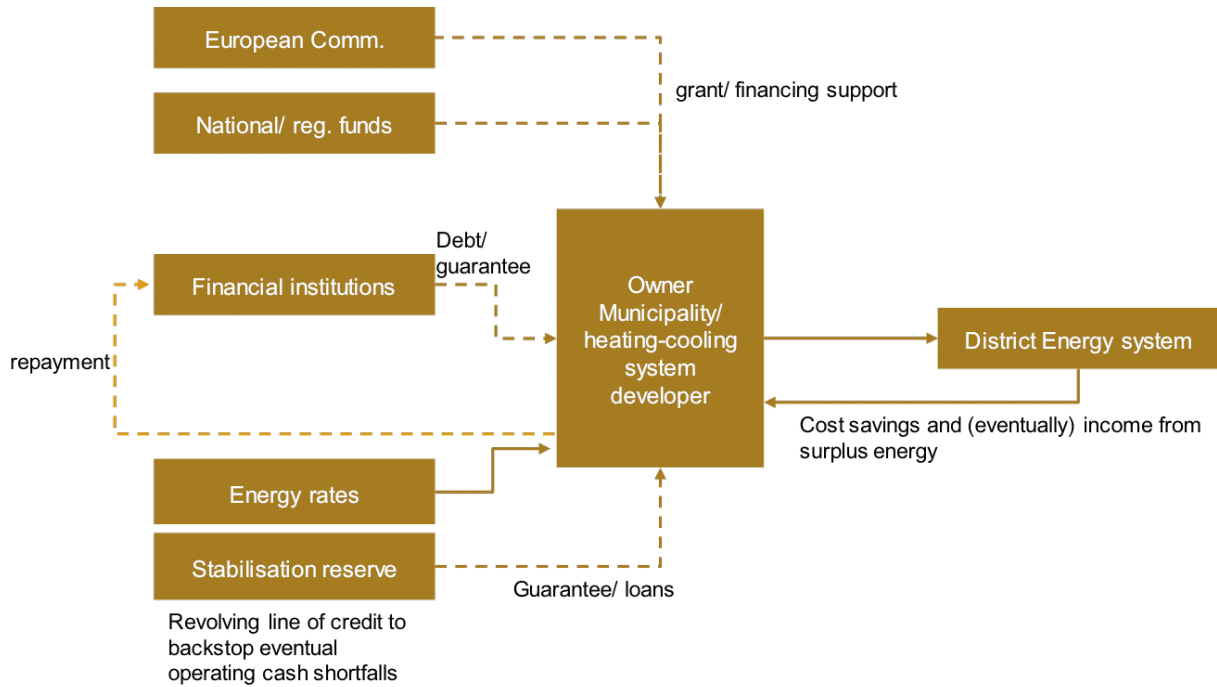 European Comm.
grant/ financing support
National/ reg. funds
Debt/
guarantee
Financial institutions
Owner
Municipality/
heating-cooling
system
developer
District Energy system
repayment
Cost savings and (eventually) income from
surplus energy
Energy rates
Stabilisation reserve
Guarantee/ loans
Revolving line of credit to
backstop eventual
operating cash shortfalls